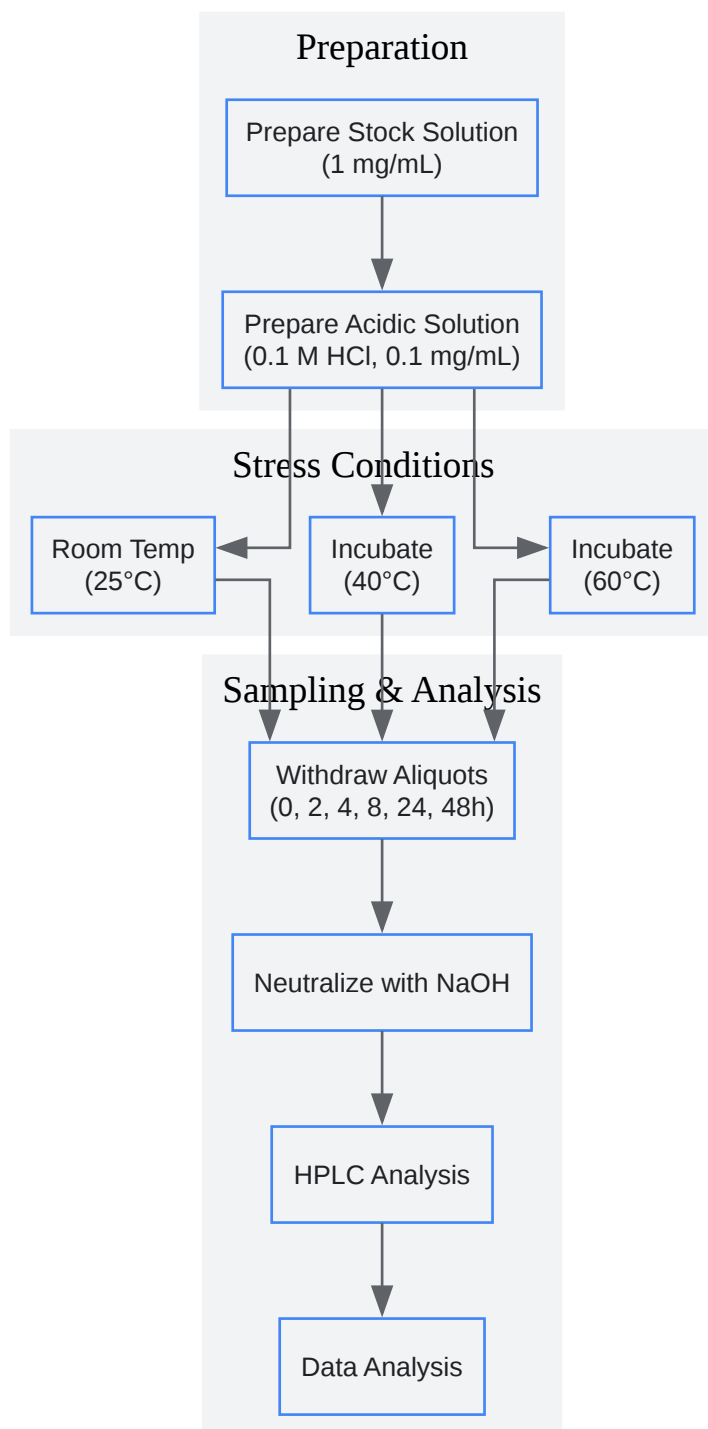 Preparation
Prepare Stock Solution
(1 mg/mL)
Prepare Acidic Solution
(0.1 M HCl, 0.1 mg/mL)
Stress Conditions
Room Temp
(25°C)
Incubate
(40°C)
Incubate
(60°C)
Sampling & Analysis
Withdraw Aliquots
(0, 2, 4, 8, 24, 48h)
Neutralize with NaOH
HPLC Analysis
Data Analysis